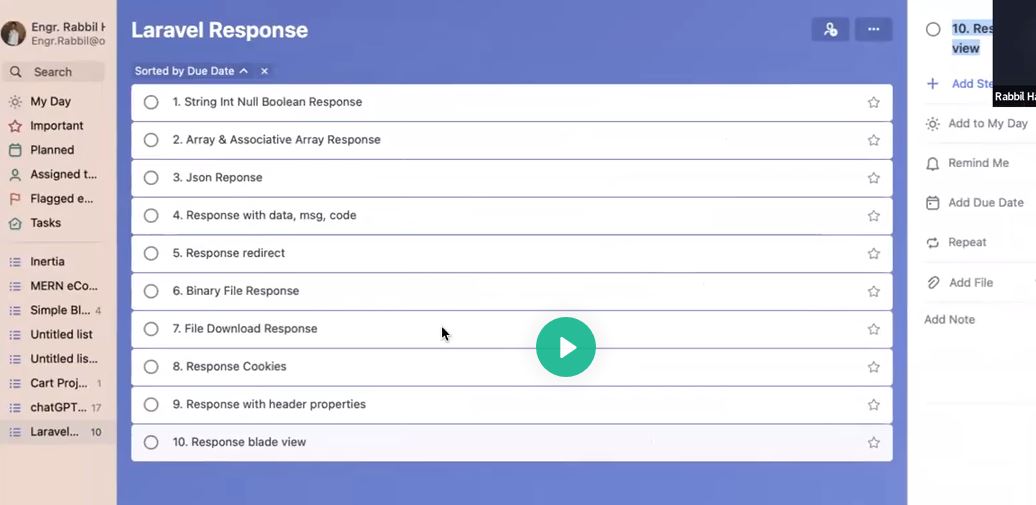 Engr. Rabbil H
Engr.Rabbil@o
Search
My Day
Important
Planned
Assigned t...
Flagged e...
Tasks
Inertia
MERN eCo...
Simple Bl... 4
Untitled list
Untitled lis...
Cart Proj... 1
chatGPT... 17
Laravel... 10
Laravel Response
Sorted by Due Date
1. String Int Null Boolean Response
2. Array & Associative Array Response
3. Json Reponse
4. Response with data, msg, code
5. Response redirect
6. Binary File Response
7. File Download Response
8. Response Cookies
9. Response with header properties
10. Response blade view
10. Res
view
Add Ste
Rabbil Ha
Add to My Day
Remind Me
Add Due Date
Repeat
Add File
Add Note